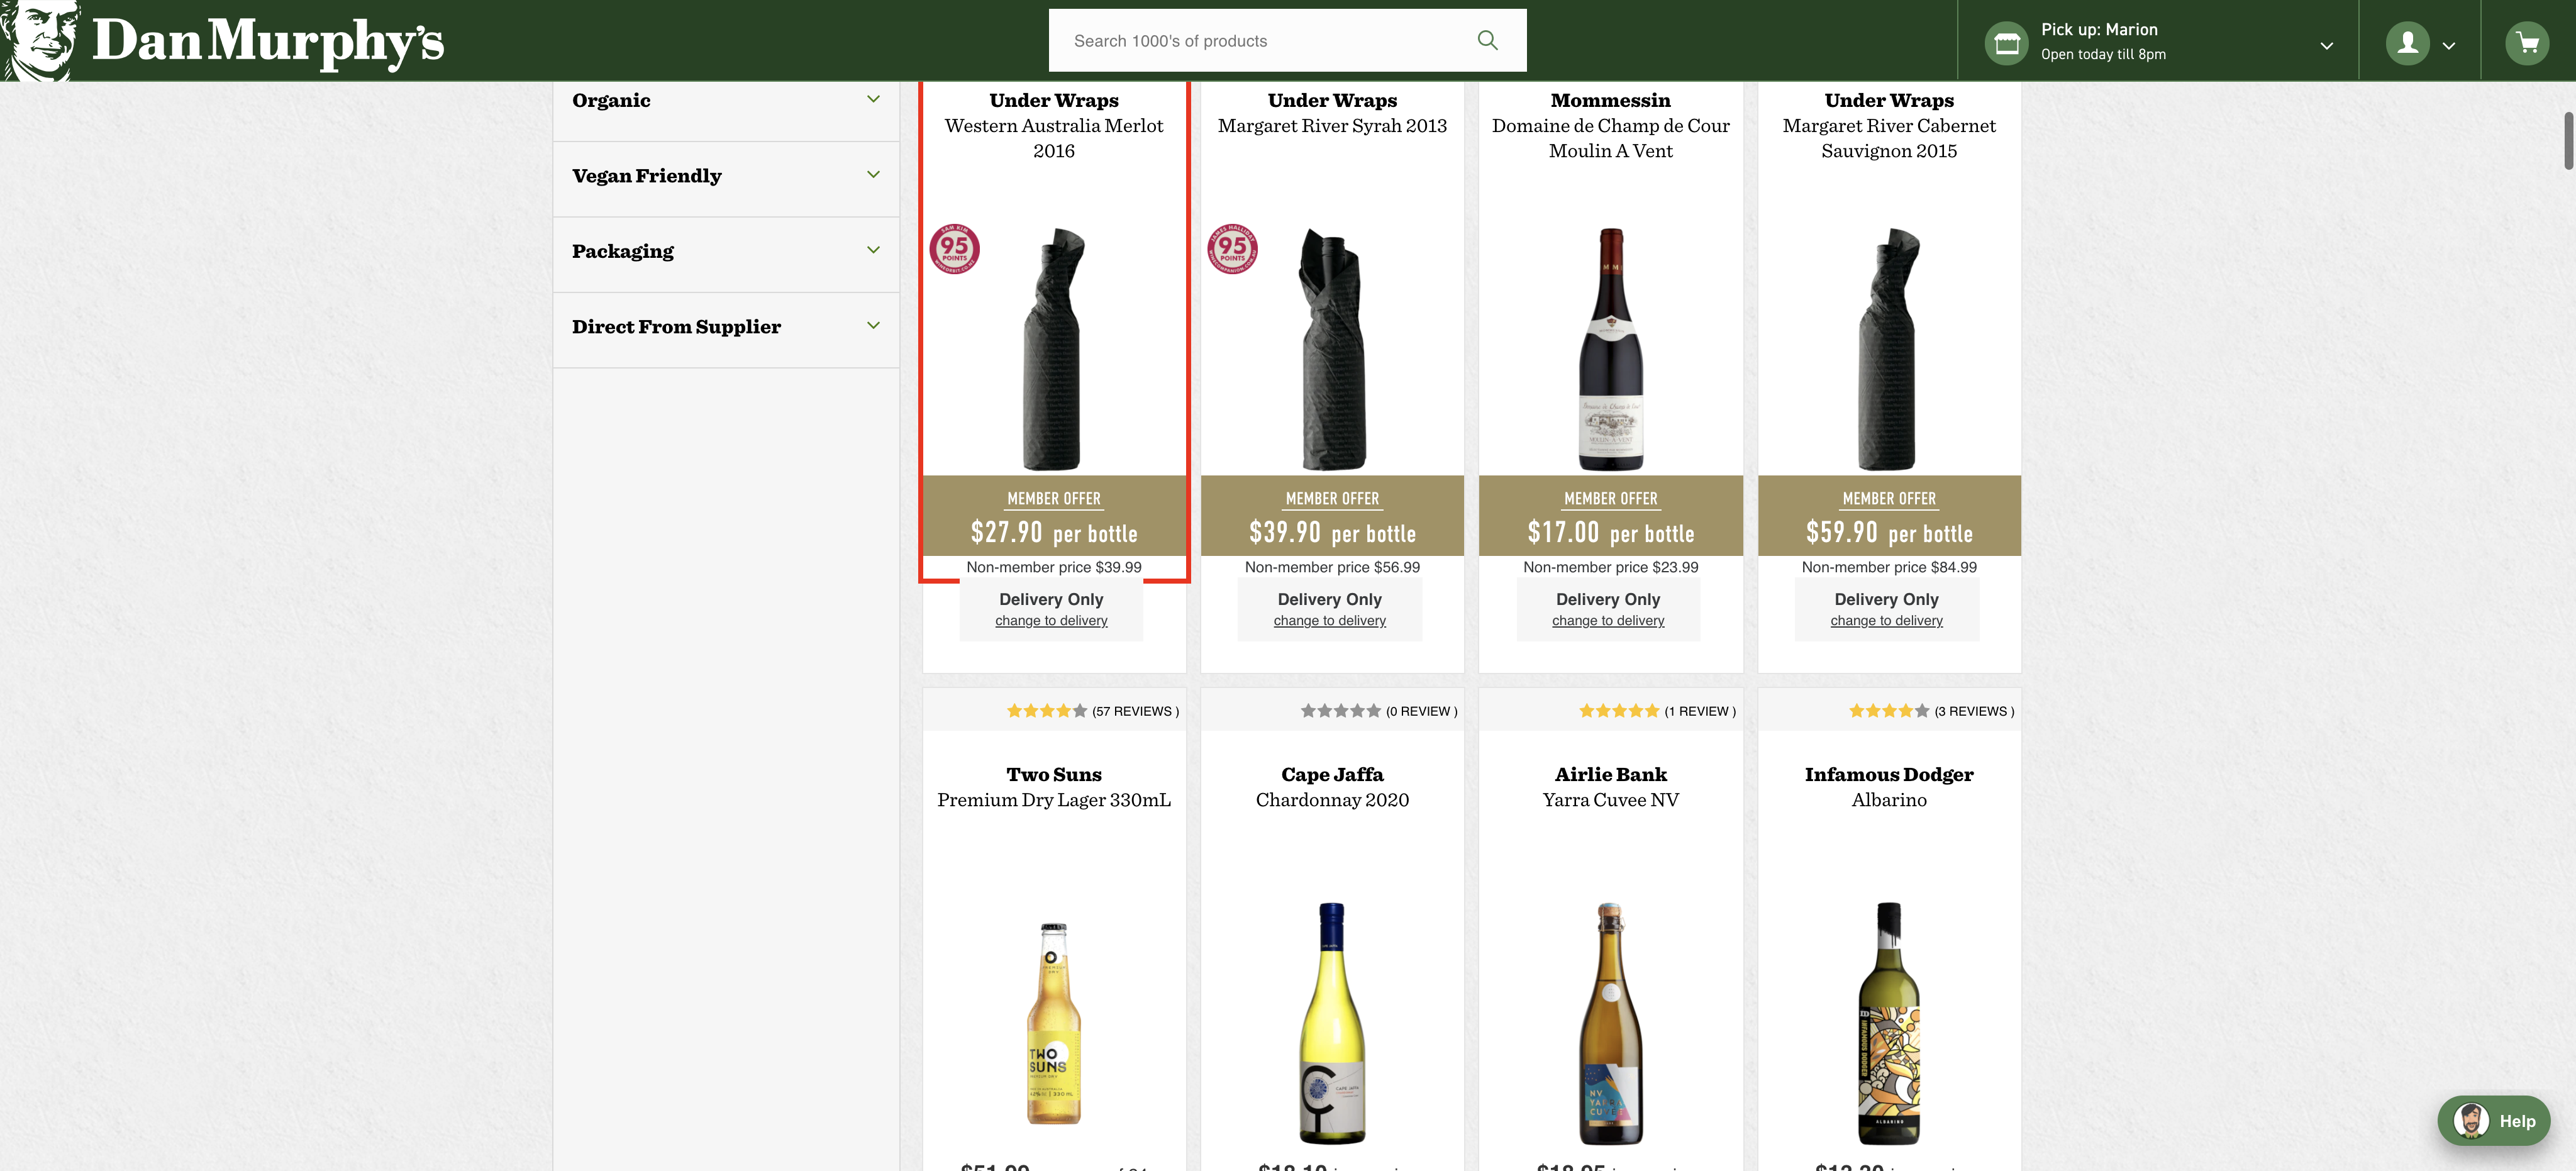 Dan Murphy's
Search 1000's of products
Pick up: Marion
Open today till 8pm
Organic
Vegan Friendly
Packaging
Direct From Supplier
Under Wraps
Western Australia Merlot
2016
95
POINTS
MEMBER OFFER
$27.90 per bottle
Non-member price $39.99
Delivery Only
change to delivery
Under Wraps
Margaret River Syrah 2013
95
POINTS
MEMBER OFFER
$39.90 per bottle
Non-member price $56.99
Delivery Only
change to delivery
Mommessin
Domaine de Champ de Cour
Moulin A Vent
MEMBER OFFER
$17.00 per bottle
Non-member price $23.99
Delivery Only
change to delivery
Under Wraps
Margaret River Cabernet
Sauvignon 2015
MEMBER OFFER
$59.90 per bottle
Non-member price $84.99
Delivery Only
change to delivery
(57 REVIEWS )
Two Suns
Premium Dry Lager 330mL
TWO
SUNS
(0 REVIEW )
Cape Jaffa
Chardonnay 2020
CAPE JAFFA
(1 REVIEW )
Airlie Bank
Yarra Cuvee NV
NV
YARRA
CUVEE
(3 REVIEWS )
Infamous Dodger
Albarino
INFAMOUS DODGER
ALBARINO
Help